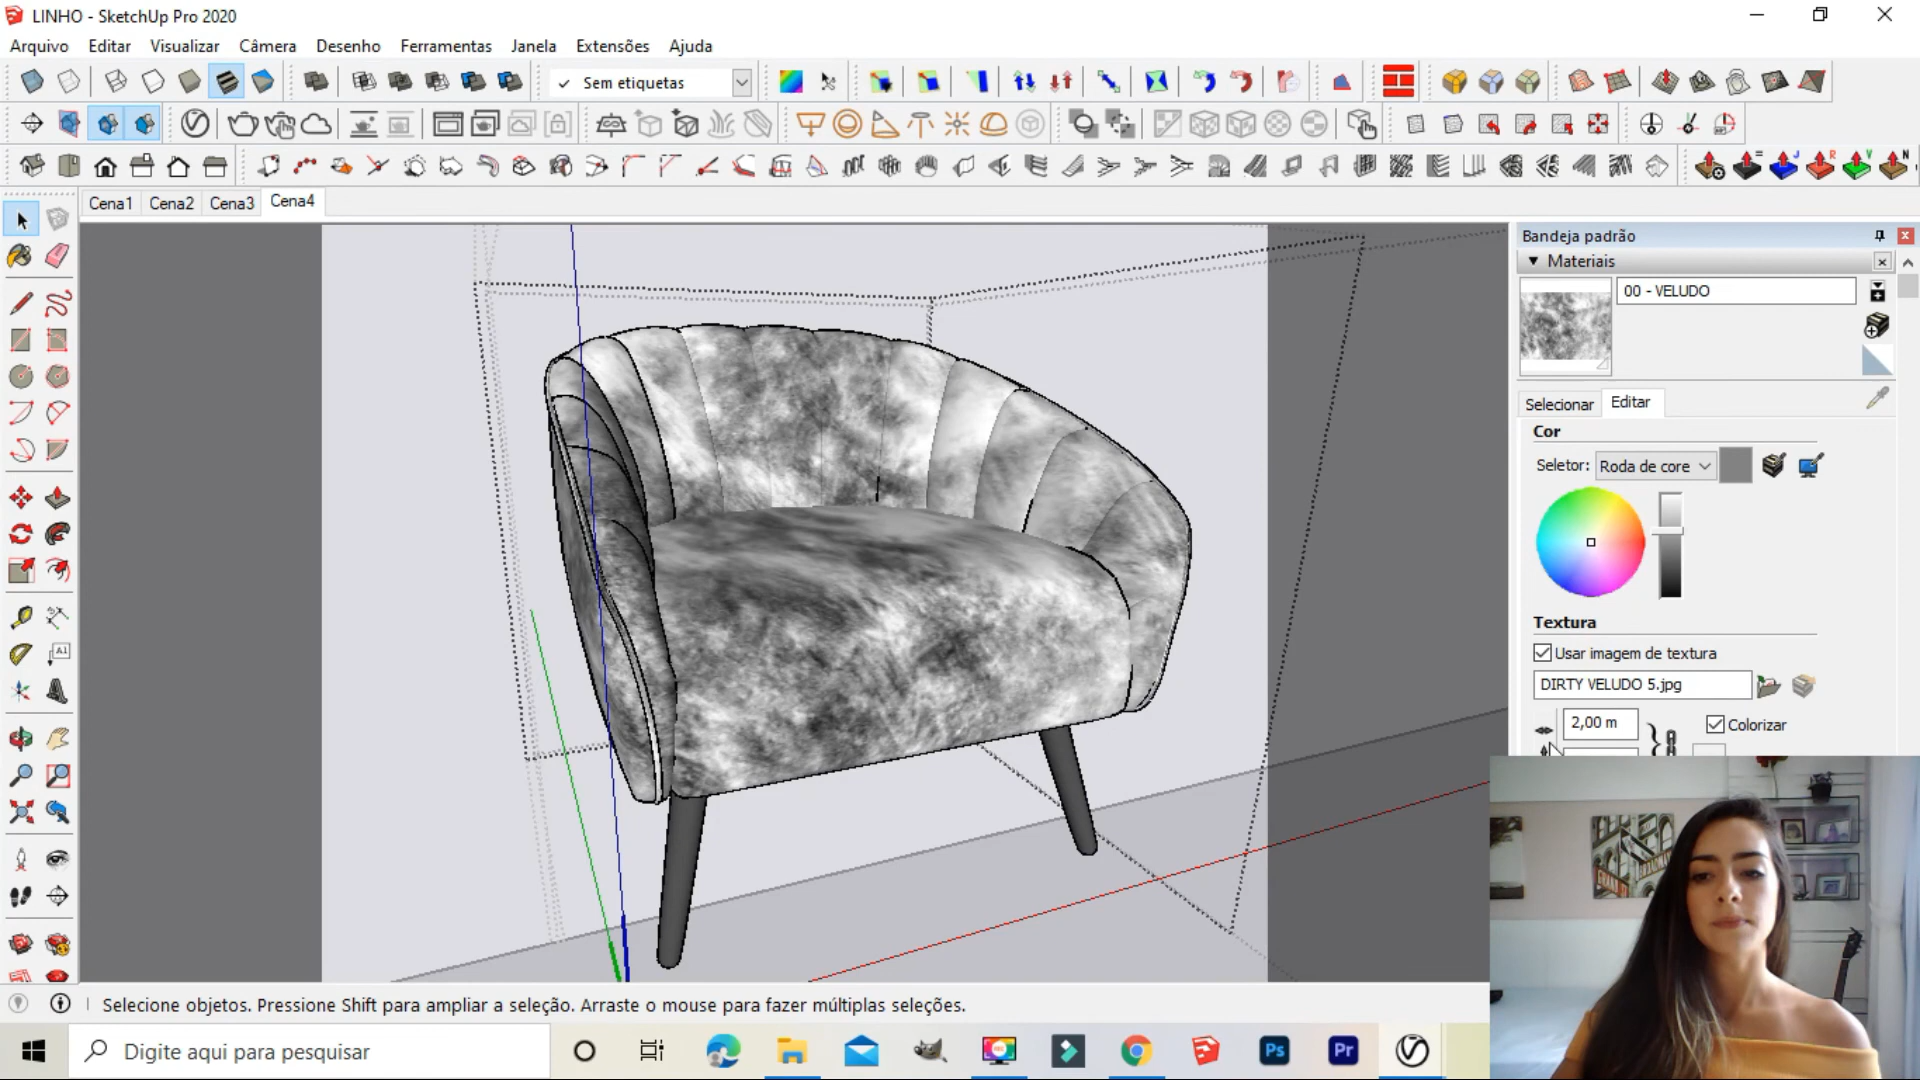 LINHO - SketchUp Pro 2020
Arquivo Editar Visualizar Câmera Desenho Ferramentas Janela Extensões Ajuda
Sem etiquetas
Cena1 Cena2 Cena3 Cena4
Bandeja padrão
Materiais
00 - VELUDO
Selecionar Editar
Cor
Seletor: Roda de core
Textura
Usar imagem de textura
DIRTY VELUDO 5.jpg
2,00 m Colorizar
Selecione objetos. Pressione Shift para ampliar a seleção. Arraste o mouse para fazer múltiplas seleções.
Digite aqui para pesquisar
Ps Pr